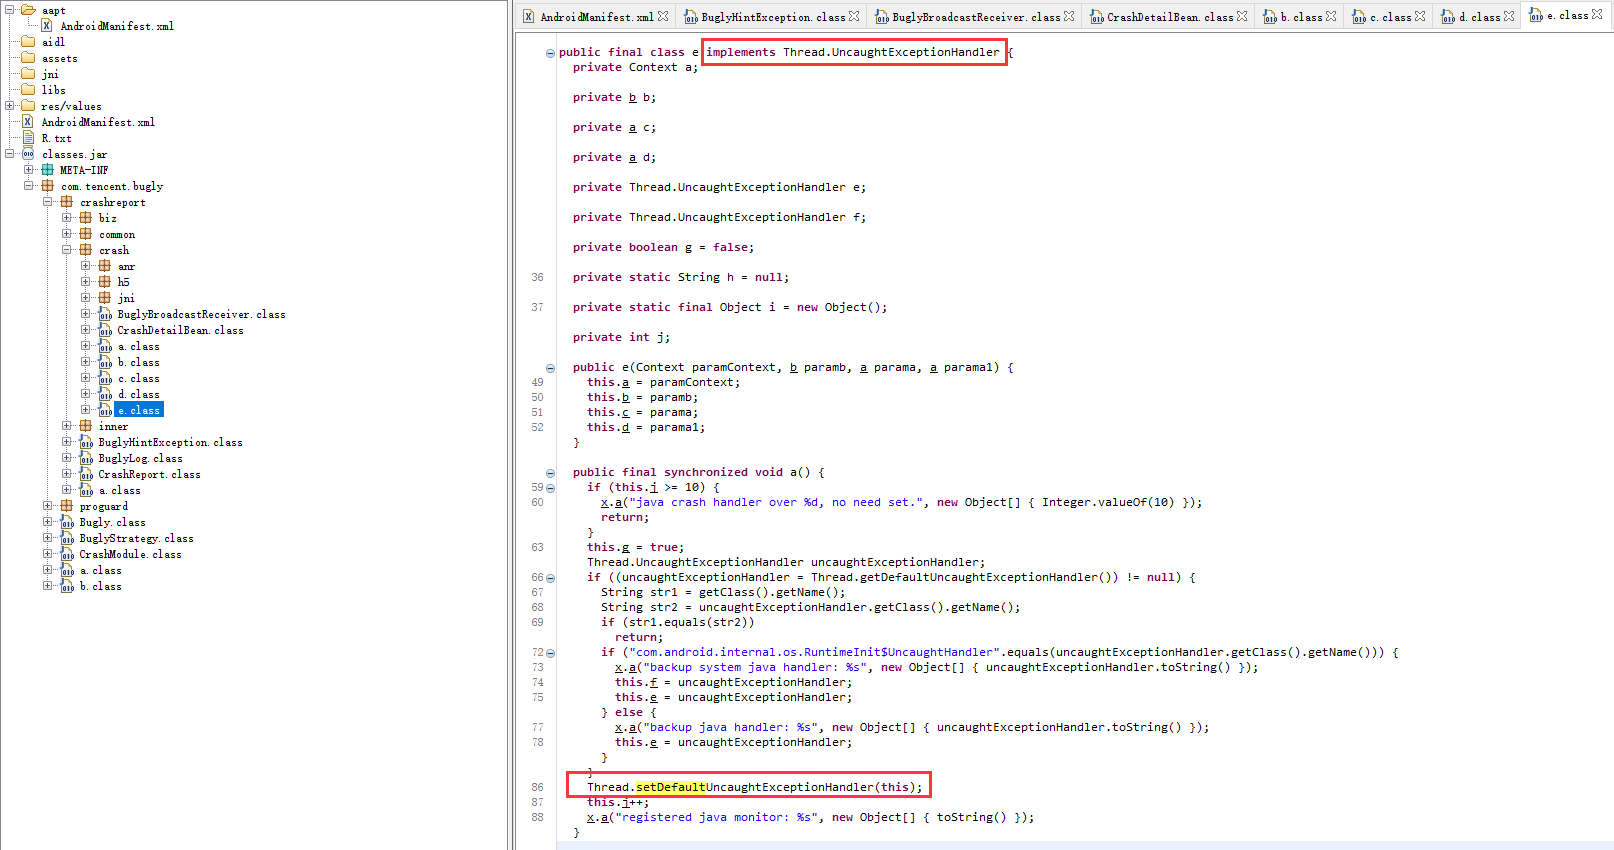 aapt
AndroidManifest.xml
aidl
assets
jni
libs
res/values
AndroidManifest.xml
R.txt
classes.jar
META-INF
com.tencent.bugly
crashreport
biz
common
crash
anr
h5
jni
BuglyBroadcastReceiver.class
CrashDetailBean.class
a.class
b.class
c.class
d.class
e.class
inner
BuglyHintException.class
BuglyLog.class
CrashReport.class
a.class
proguard
Bugly.class
BuglyStrategy.class
CrashModule.class
a.class
b.class
AndroidManifest.xml BuglyHintException.class BuglyBroadcastReceiver.class CrashDetailBean.class b.class c.class d.class e.class
public final class e implements Thread.UncaughtExceptionHandler {
private Context a;
private b b;
private a c;
private a d;
private Thread.UncaughtExceptionHandler e;
private Thread.UncaughtExceptionHandler f;
private boolean g = false;
36 private static String h = null;
37 private static final Object i = new Object();
private int j;
public e(Context paramContext, b paramb, a parama, a parama1) {
49 this.a = paramContext;
50 this.b = paramb;
51 this.c = parama;
52 this.d = parama1;
}
public final synchronized void a() {
59 if (this.j >= 10) {
60 x.a("java crash handler over %d, no need set.", new Object[] { Integer.valueOf(10) });
return;
}
63 this.g = true;
Thread.UncaughtExceptionHandler uncaughtExceptionHandler;
66 if ((uncaughtExceptionHandler = Thread.getDefaultUncaughtExceptionHandler()) != null) {
67 String str1 = getClass().getName();
68 String str2 = uncaughtExceptionHandler.getClass().getName();
69 if (str1.equals(str2))
return;
72 if ("com.android.internal.os.RuntimeInit$UncaughtHandler".equals(uncaughtExceptionHandler.getClass().getName())) {
73 x.a("backup system java handler: %s", new Object[] { uncaughtExceptionHandler.toString() });
74 this.f = uncaughtExceptionHandler;
75 this.e = uncaughtExceptionHandler;
} else {
77 x.a("backup java handler: %s", new Object[] { uncaughtExceptionHandler.toString() });
78 this.e = uncaughtExceptionHandler;
}
}
86 Thread.setDefaultUncaughtExceptionHandler(this);
87 this.j++;
88 x.a("registered java monitor: %s", new Object[] { toString() });
}